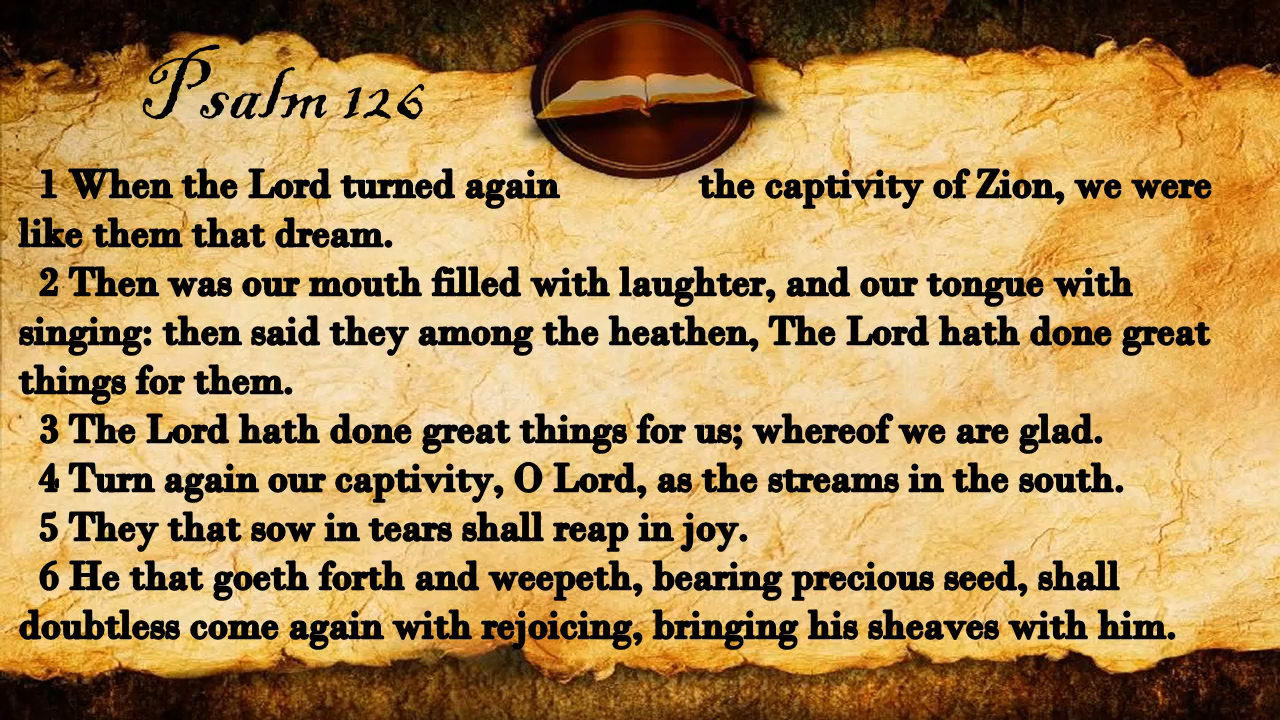 Psalm 126
1 When the Lord turned again the captivity of Zion, we were
like them that dream.
2 Then was our mouth filled with laughter, and our tongue with
singing: then said they among the heathen, The Lord hath done great
things for them.
3 The Lord hath done great things for us; whereof we are glad.
4 Turn again our captivity, O Lord, as the streams in the south.
5 They that sow in tears shall reap in joy.
6 He that goeth forth and weepeth, bearing precious seed, shall
doubtless come again with rejoicing, bringing his sheaves with him.